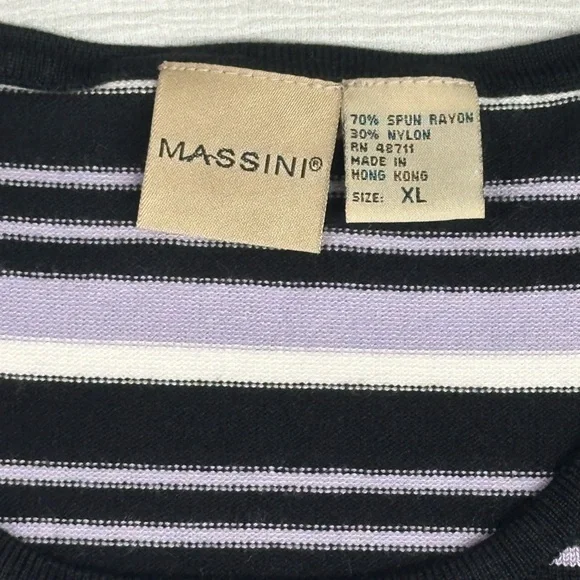 MASSINI®
70% SPUN RAYON
30% NYLON
RN 48711
MADE IN
HONG KONG
SIZE: XL